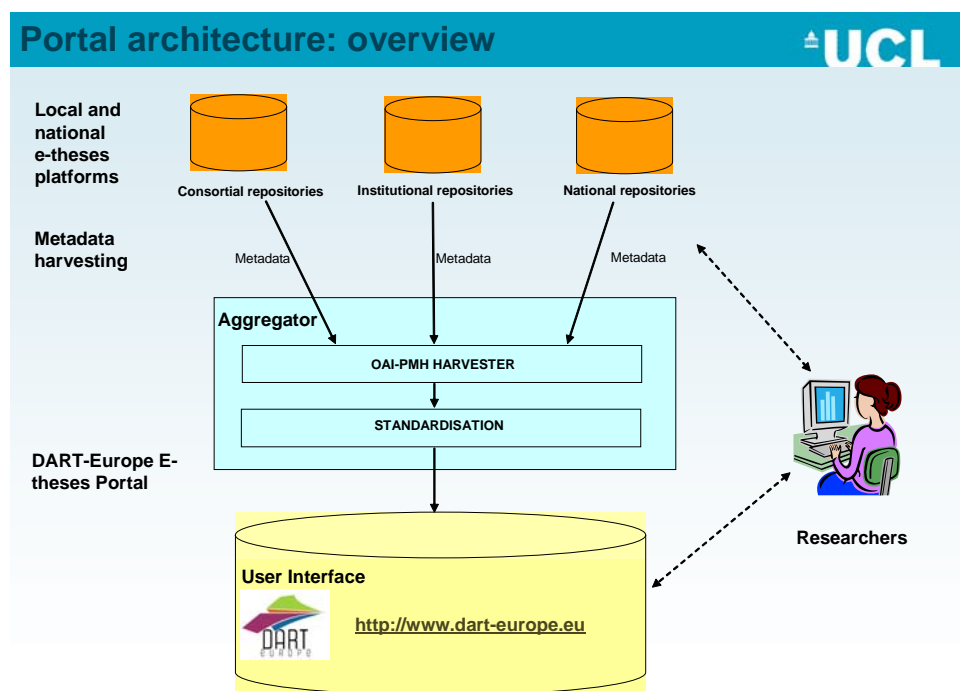 Portal architecture: overview
UCL
Local and
national
e-theses
platforms
Consortial repositories
Institutional repositories
National repositories
Metadata
harvesting
Metadata
Metadata
Metadata
Aggregator
OAI-PMH HARVESTER
STANDARDISATION
DART-Europe E-
theses Portal
Researchers
User Interface
DART
EUROPE
http://www.dart-europe.eu